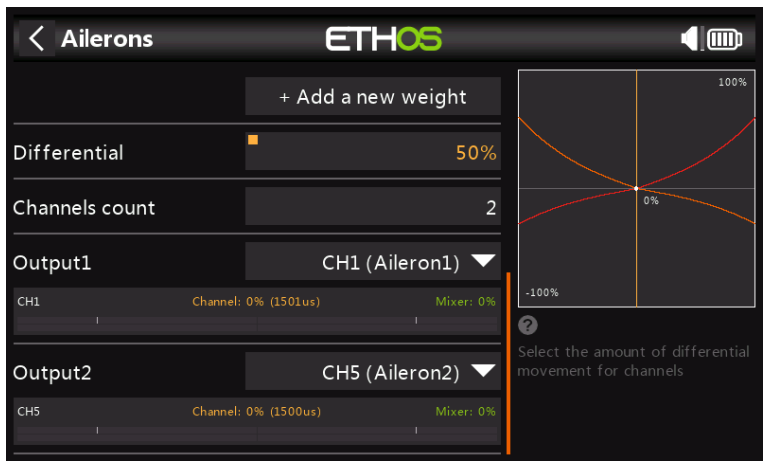 Ailerons
ETHOS
+ Add a new weight
Differential
50%
Channels count
2
Output1
CH1 (Aileron1)
CH1
Channel: 0% (1501us)
Mixer: 0%
Output2
CH5 (Aileron2)
CH5
Channel: 0% (1500us)
Mixer: 0%
100%
0%
-100%
?
Select the amount of differential
movement for channels